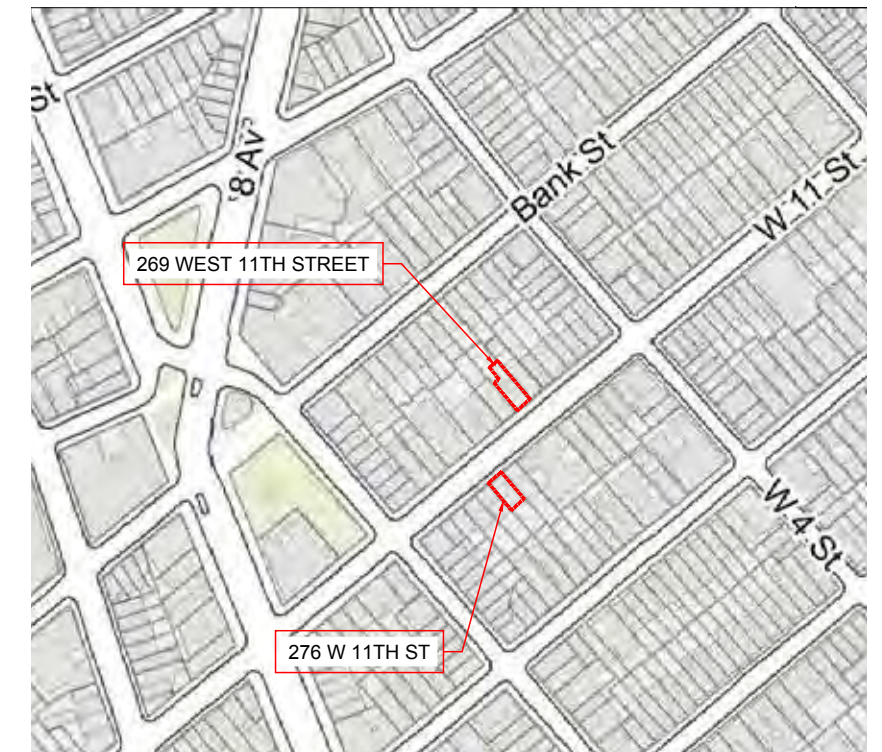 St
8 Av
Bank St
W 11 St
269 WEST 11TH STREET
W 4 St
276 W 11TH ST